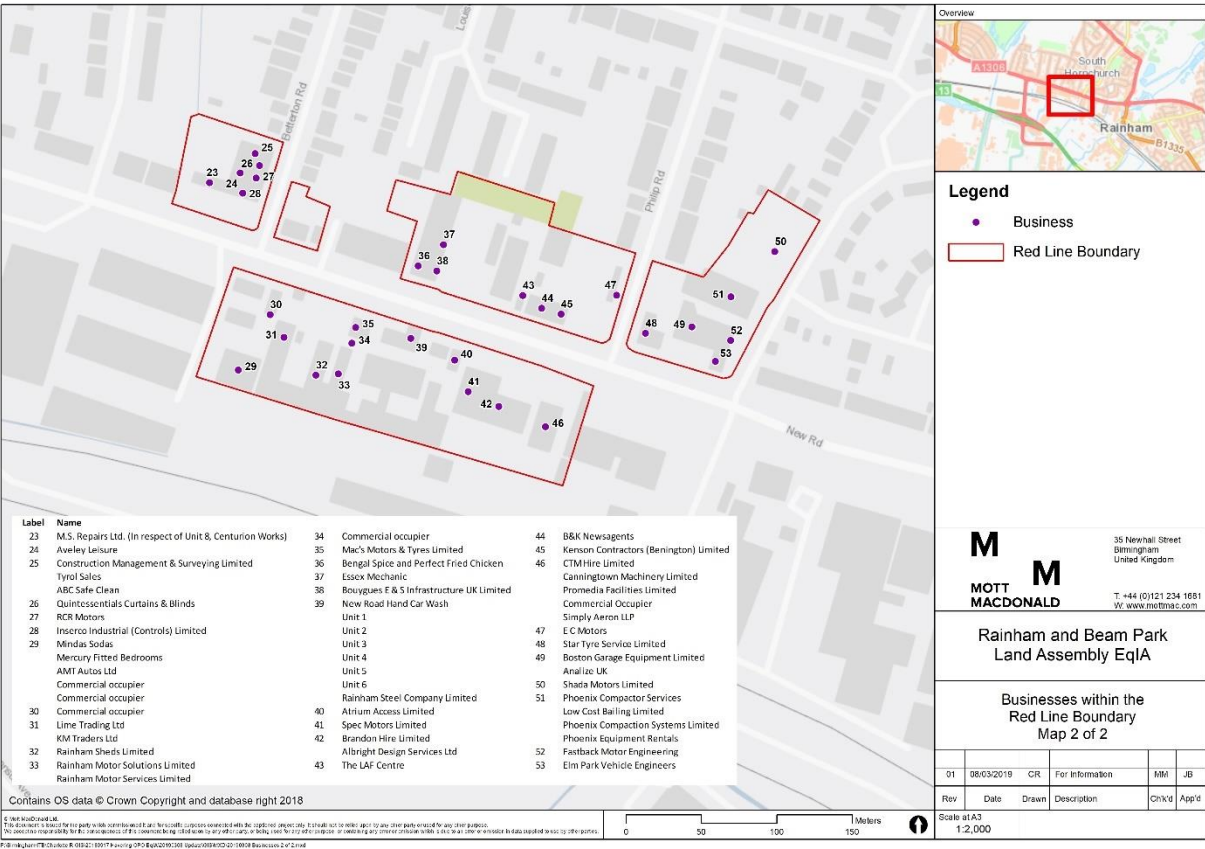 Overview
A1306
South
Hornchurch
13
Rainham
B1335
Betterton Rd
Philip Rd
New Rd
23
24
25
26
27
28
29
30
31
32
33
34
35
36
37
38
39
40
41
42
43
44
45
46
47
48
49
50
51
52
53
Legend
Business
Red Line Boundary
Label Name
23 M.S. Repairs Ltd. (In respect of Unit 8, Centurion Works)
24 Aveley Leisure
25 Construction Management & Surveying Limited
Tyrol Sales
ABC Safe Clean
26 Quintessentials Curtains & Blinds
27 RCR Motors
28 Inserco Industrial (Controls) Limited
29 Mindas Sodas
Mercury Fitted Bedrooms
AMT Autos Ltd
Commercial occupier
Commercial occupier
30 Commercial occupier
31 Lime Trading Ltd
KM Traders Ltd
32 Rainham Sheds Limited
33 Rainham Motor Solutions Limited
Rainham Motor Services Limited
34 Commercial occupier
35 Mac's Motors & Tyres Limited
36 Bengal Spice and Perfect Fried Chicken
37 Essex Mechanic
38 Bouygues E & S Infrastructure UK Limited
39 New Road Hand Car Wash
Unit 1
Unit 2
Unit 3
Unit 4
Unit 5
Unit 6
Rainham Steel Company Limited
40 Atrium Access Limited
41 Spec Motors Limited
42 Brandon Hire Limited
Albright Design Services Ltd
43 The LAF Centre
44 B&K Newsagents
45 Kenson Contractors (Benington) Limited
46 CTM Hire Limited
Canningtown Machinery Limited
Promedia Facilities Limited
Commercial Occupier
Simply Aeron LLP
47 E C Motors
48 Star Tyre Service Limited
49 Boston Garage Equipment Limited
Analize UK
50 Shada Motors Limited
51 Phoenix Compactor Services
Low Cost Bailing Limited
Phoenix Compaction Systems Limited
Phoenix Equipment Rentals
52 Fastback Motor Engineering
53 Elm Park Vehicle Engineers
Contains OS data © Crown Copyright and database right 2018
© Mott MacDonald Ltd.
0 50 100 150
Meters
M
M
MOTT
MACDONALD
35 Newhall Street
Birmingham
United Kingdom
T: +44 (0)121 234 1681
W: www.mottmac.com
Rainham and Beam Park
Land Assembly EqIA
Businesses within the
Red Line Boundary
Map 2 of 2
01 08/03/2019 CR For Information MM JB
Rev Date Drawn Description Ch'k'd App'd
Scale at A3
1:2,000